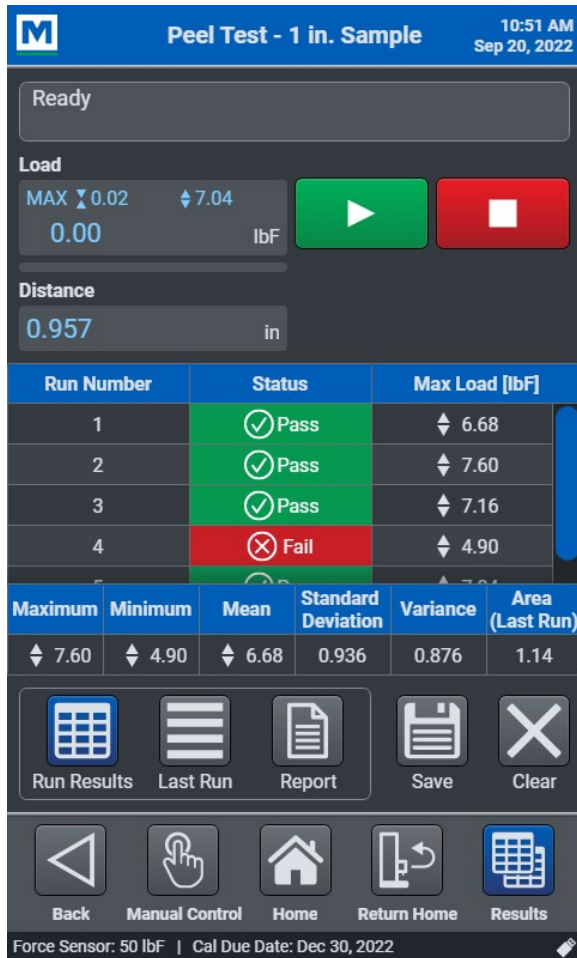 M
Peel Test - 1 in. Sample
10:51 AM
Sep 20, 2022
Ready
Load
MAX 0.02 7.04
0.00 lbF
Distance
0.957 in
Run Number Status Max Load [lbF]
1 Pass 6.68
2 Pass 7.60
3 Pass 7.16
4 Fail 4.90
Maximum Minimum Mean Standard Deviation Variance Area (Last Run)
7.60 4.90 6.68 0.936 0.876 1.14
Run Results Last Run Report Save Clear
Back Manual Control Home Return Home Results
Force Sensor: 50 lbF | Cal Due Date: Dec 30, 2022